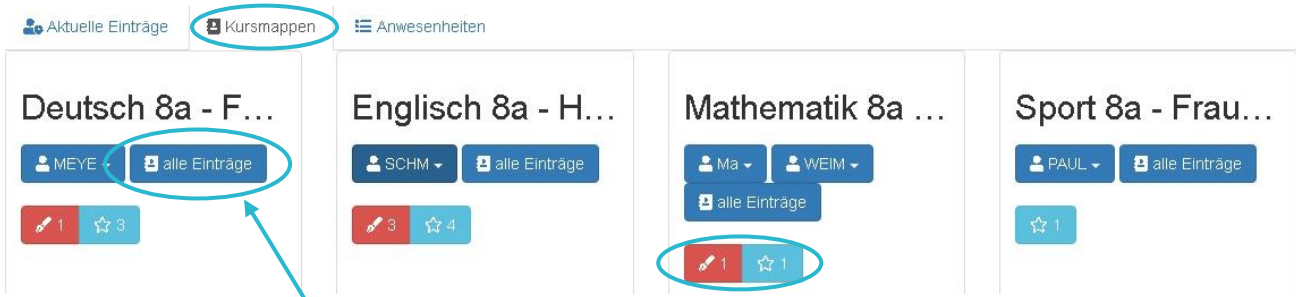 Aktuelle Einträge Kursmappen Anwesenheiten
Deutsch 8a - F...
MEYE alle Einträge
1 3
Englisch 8a - H...
SCHM alle Einträge
3 4
Mathematik 8a ...
Ma WEIM
alle Einträge
1 1
Sport 8a - Frau...
PAUL alle Einträge
1